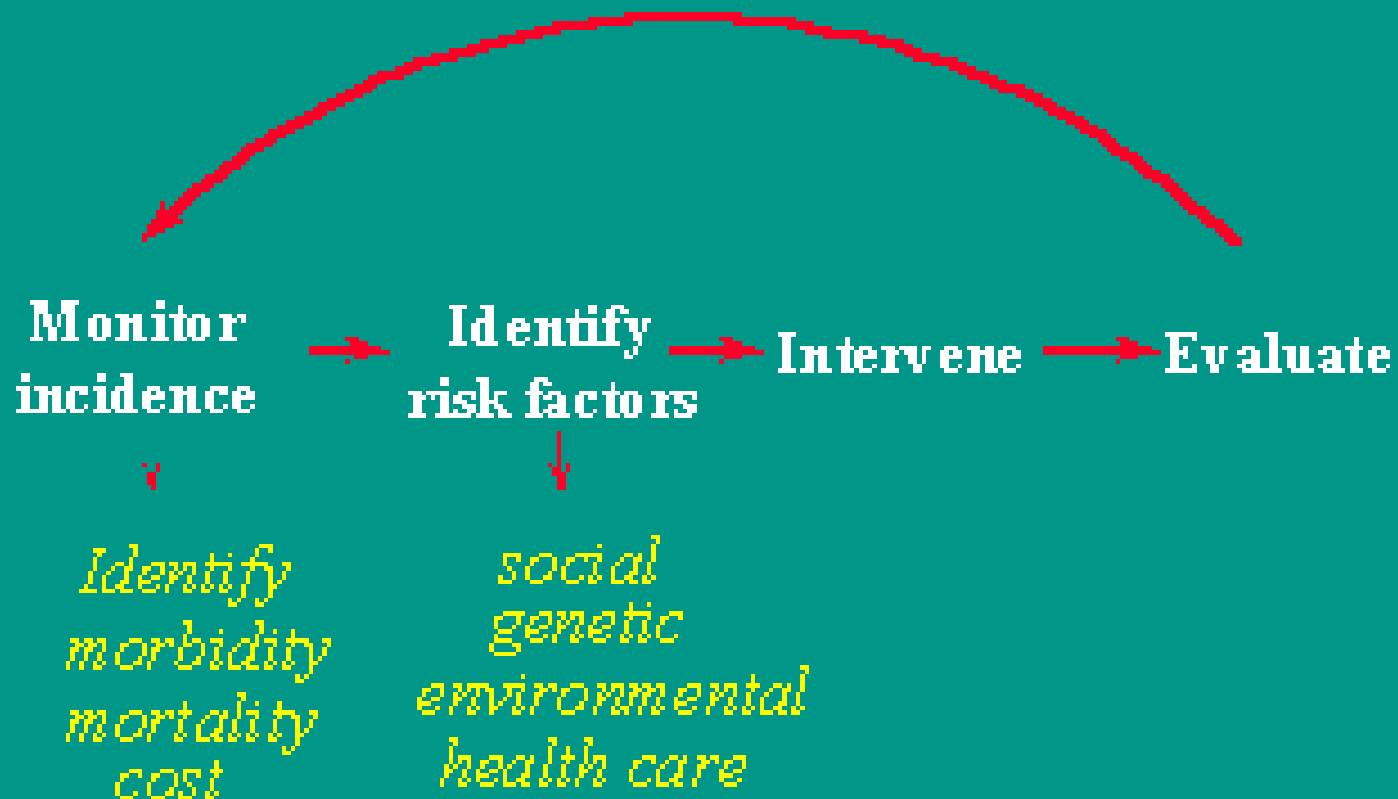 Monitor
incidence
Identify
risk factors
Intervene
Evaluate
Identify
morbidity
mortality
cost
social
genetic
environmental
health care